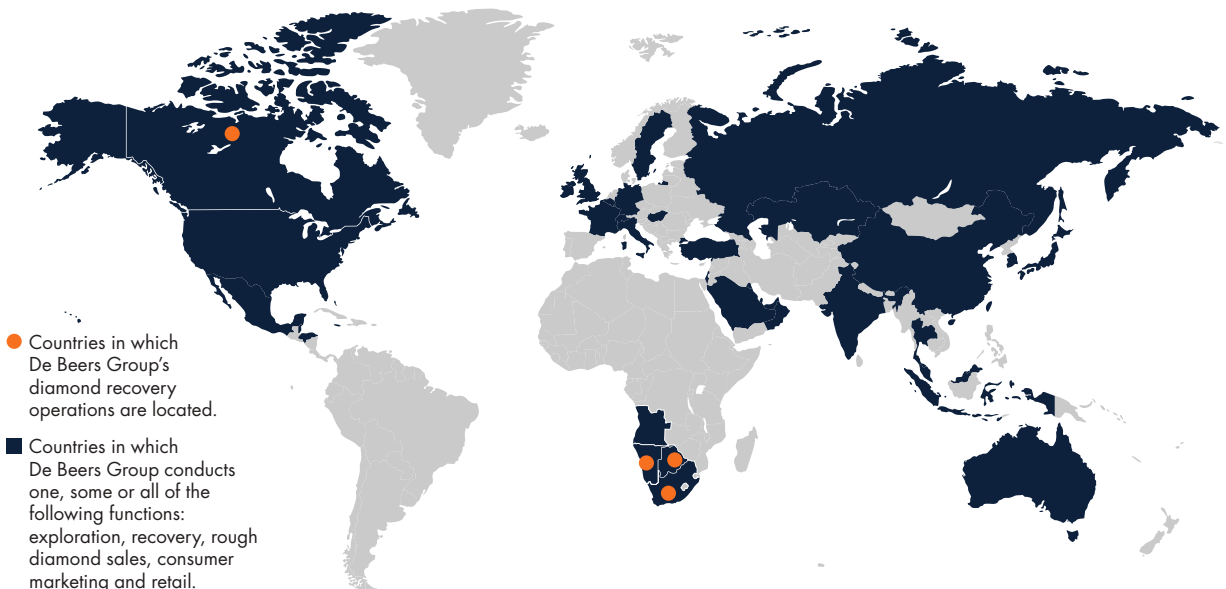 Countries in which
De Beers Group’s
diamond recovery
operations are located.
Countries in which
De Beers Group conducts
one, some or all of the
following functions:
exploration, recovery, rough
diamond sales, consumer
marketing and retail.